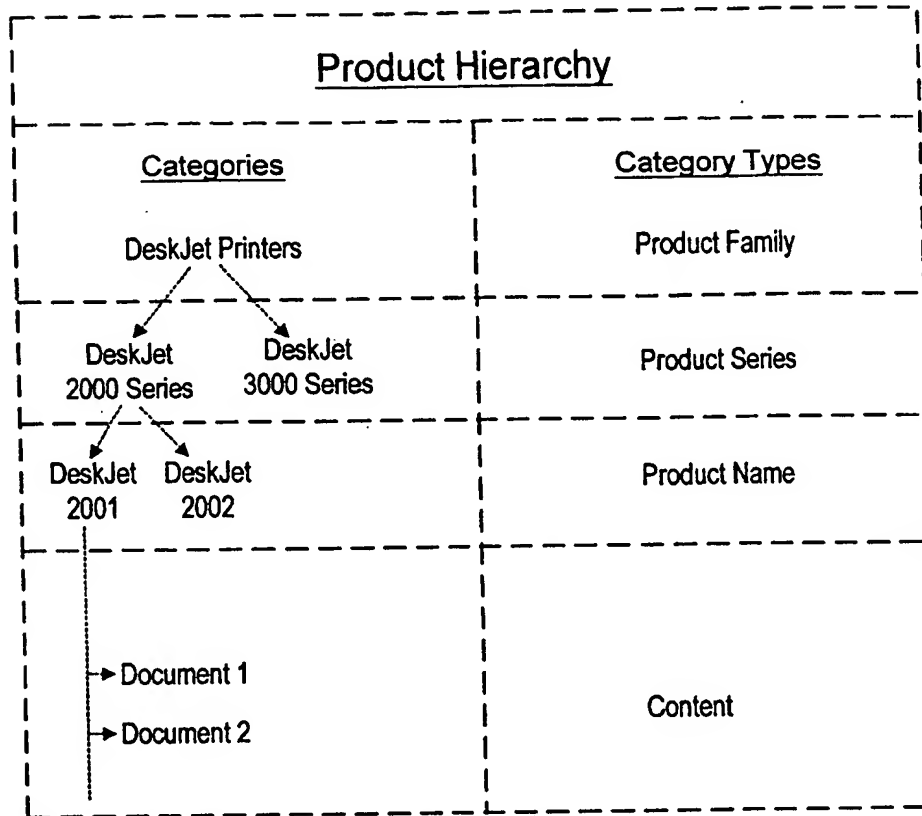 Product Hierarchy
Categories
Category Types
DeskJet Printers
Product Family
DeskJet
2000 Series
DeskJet
3000 Series
Product Series
DeskJet
2001
DeskJet
2002
Product Name
Document 1
Document 2
Content